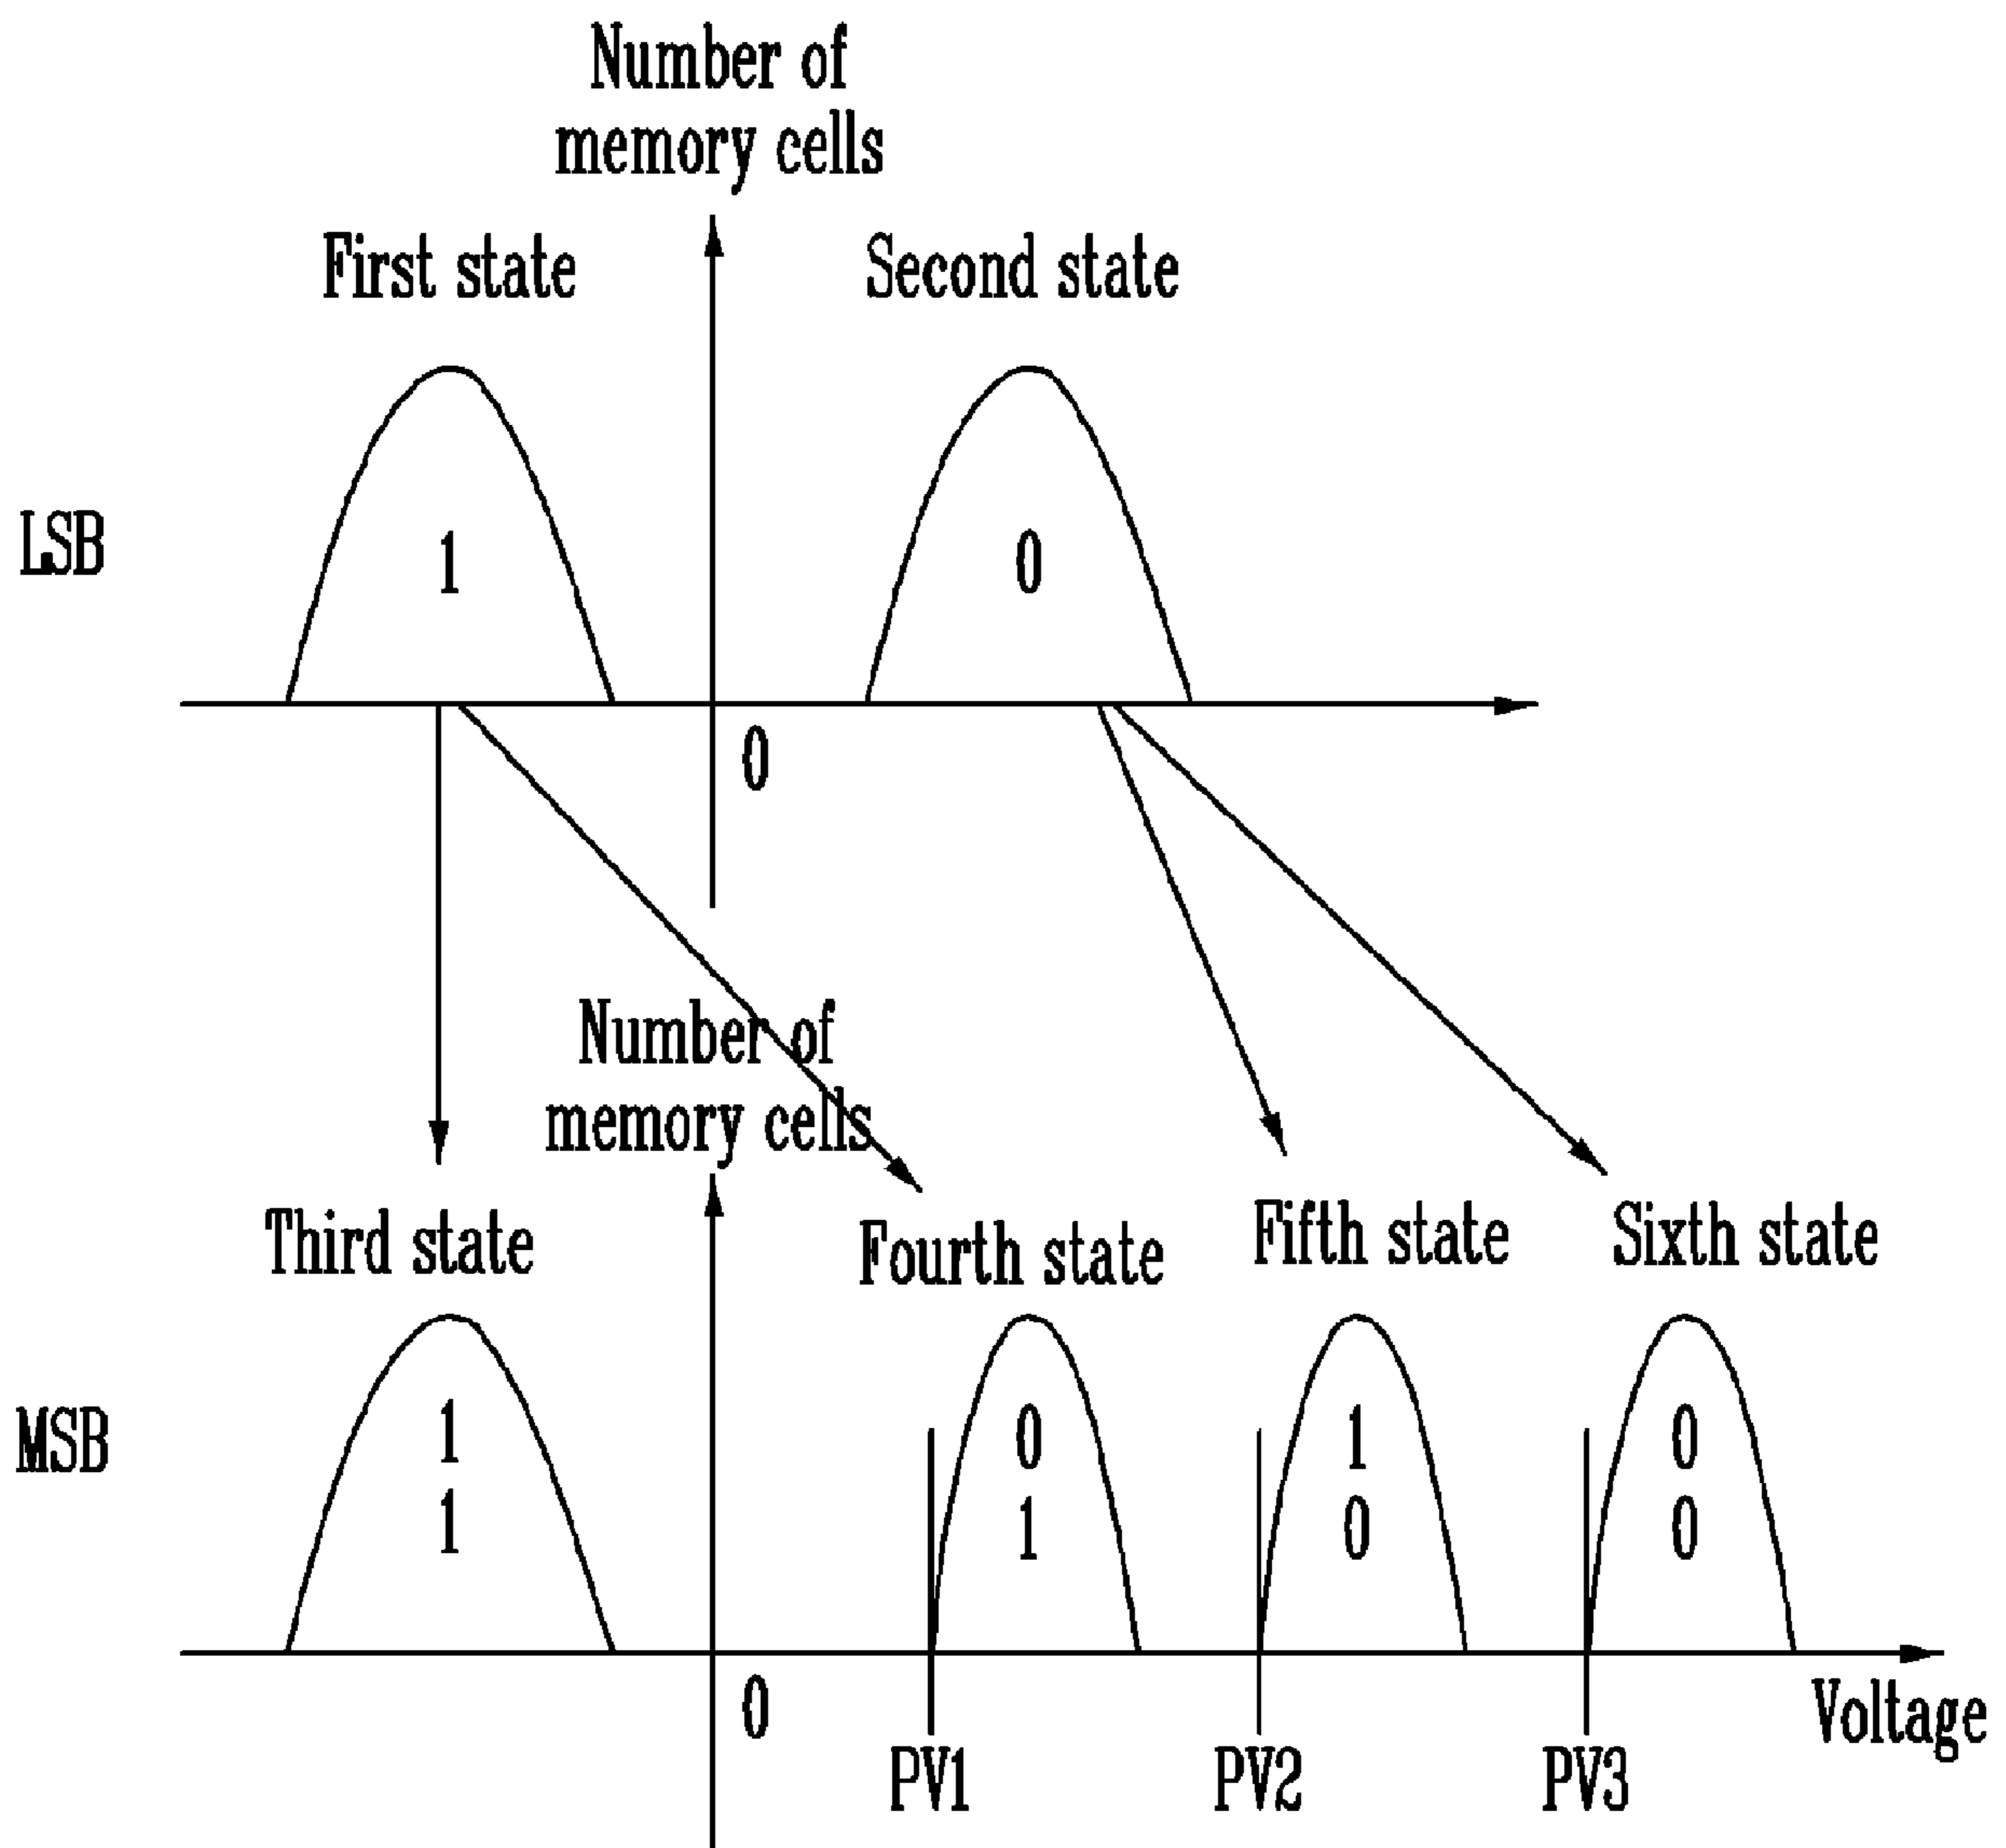 Number of
memory cells
First state
Second state
LSB
1
0
0
Number of
memory cells
Third state
Fourth state
Fifth state
Sixth state
MSB
1
0
1
0
1
1
0
0
0
Voltage
PV1
PV2
PV3